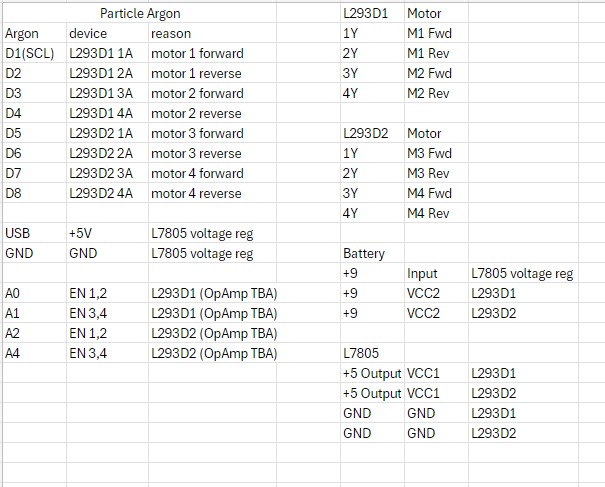 Particle Argon L293D1 Motor
Argon device reason 1Y M1 Fwd
D1(SCL) L293D1 1A motor 1 forward 2Y M1 Rev
D2 L293D1 2A motor 1 reverse 3Y M2 Fwd
D3 L293D1 3A motor 2 forward 4Y M2 Rev
D4 L293D1 4A motor 2 reverse
D5 L293D2 1A motor 3 forward L293D2 Motor
D6 L293D2 2A motor 3 reverse 1Y M3 Fwd
D7 L293D2 3A motor 4 forward 2Y M3 Rev
D8 L293D2 4A motor 4 reverse 3Y M4 Fwd
4Y M4 Rev
USB +5V L7805 voltage reg
GND GND L7805 voltage reg Battery
+9 Input L7805 voltage reg
A0 EN 1,2 L293D1 (OpAmp TBA) +9 VCC2 L293D1
A1 EN 3,4 L293D1 (OpAmp TBA) +9 VCC2 L293D2
A2 EN 1,2 L293D2 (OpAmp TBA)
A4 EN 3,4 L293D2 (OpAmp TBA) L7805
+5 Output VCC1 L293D1
+5 Output VCC1 L293D2
GND GND L293D1
GND GND L293D2